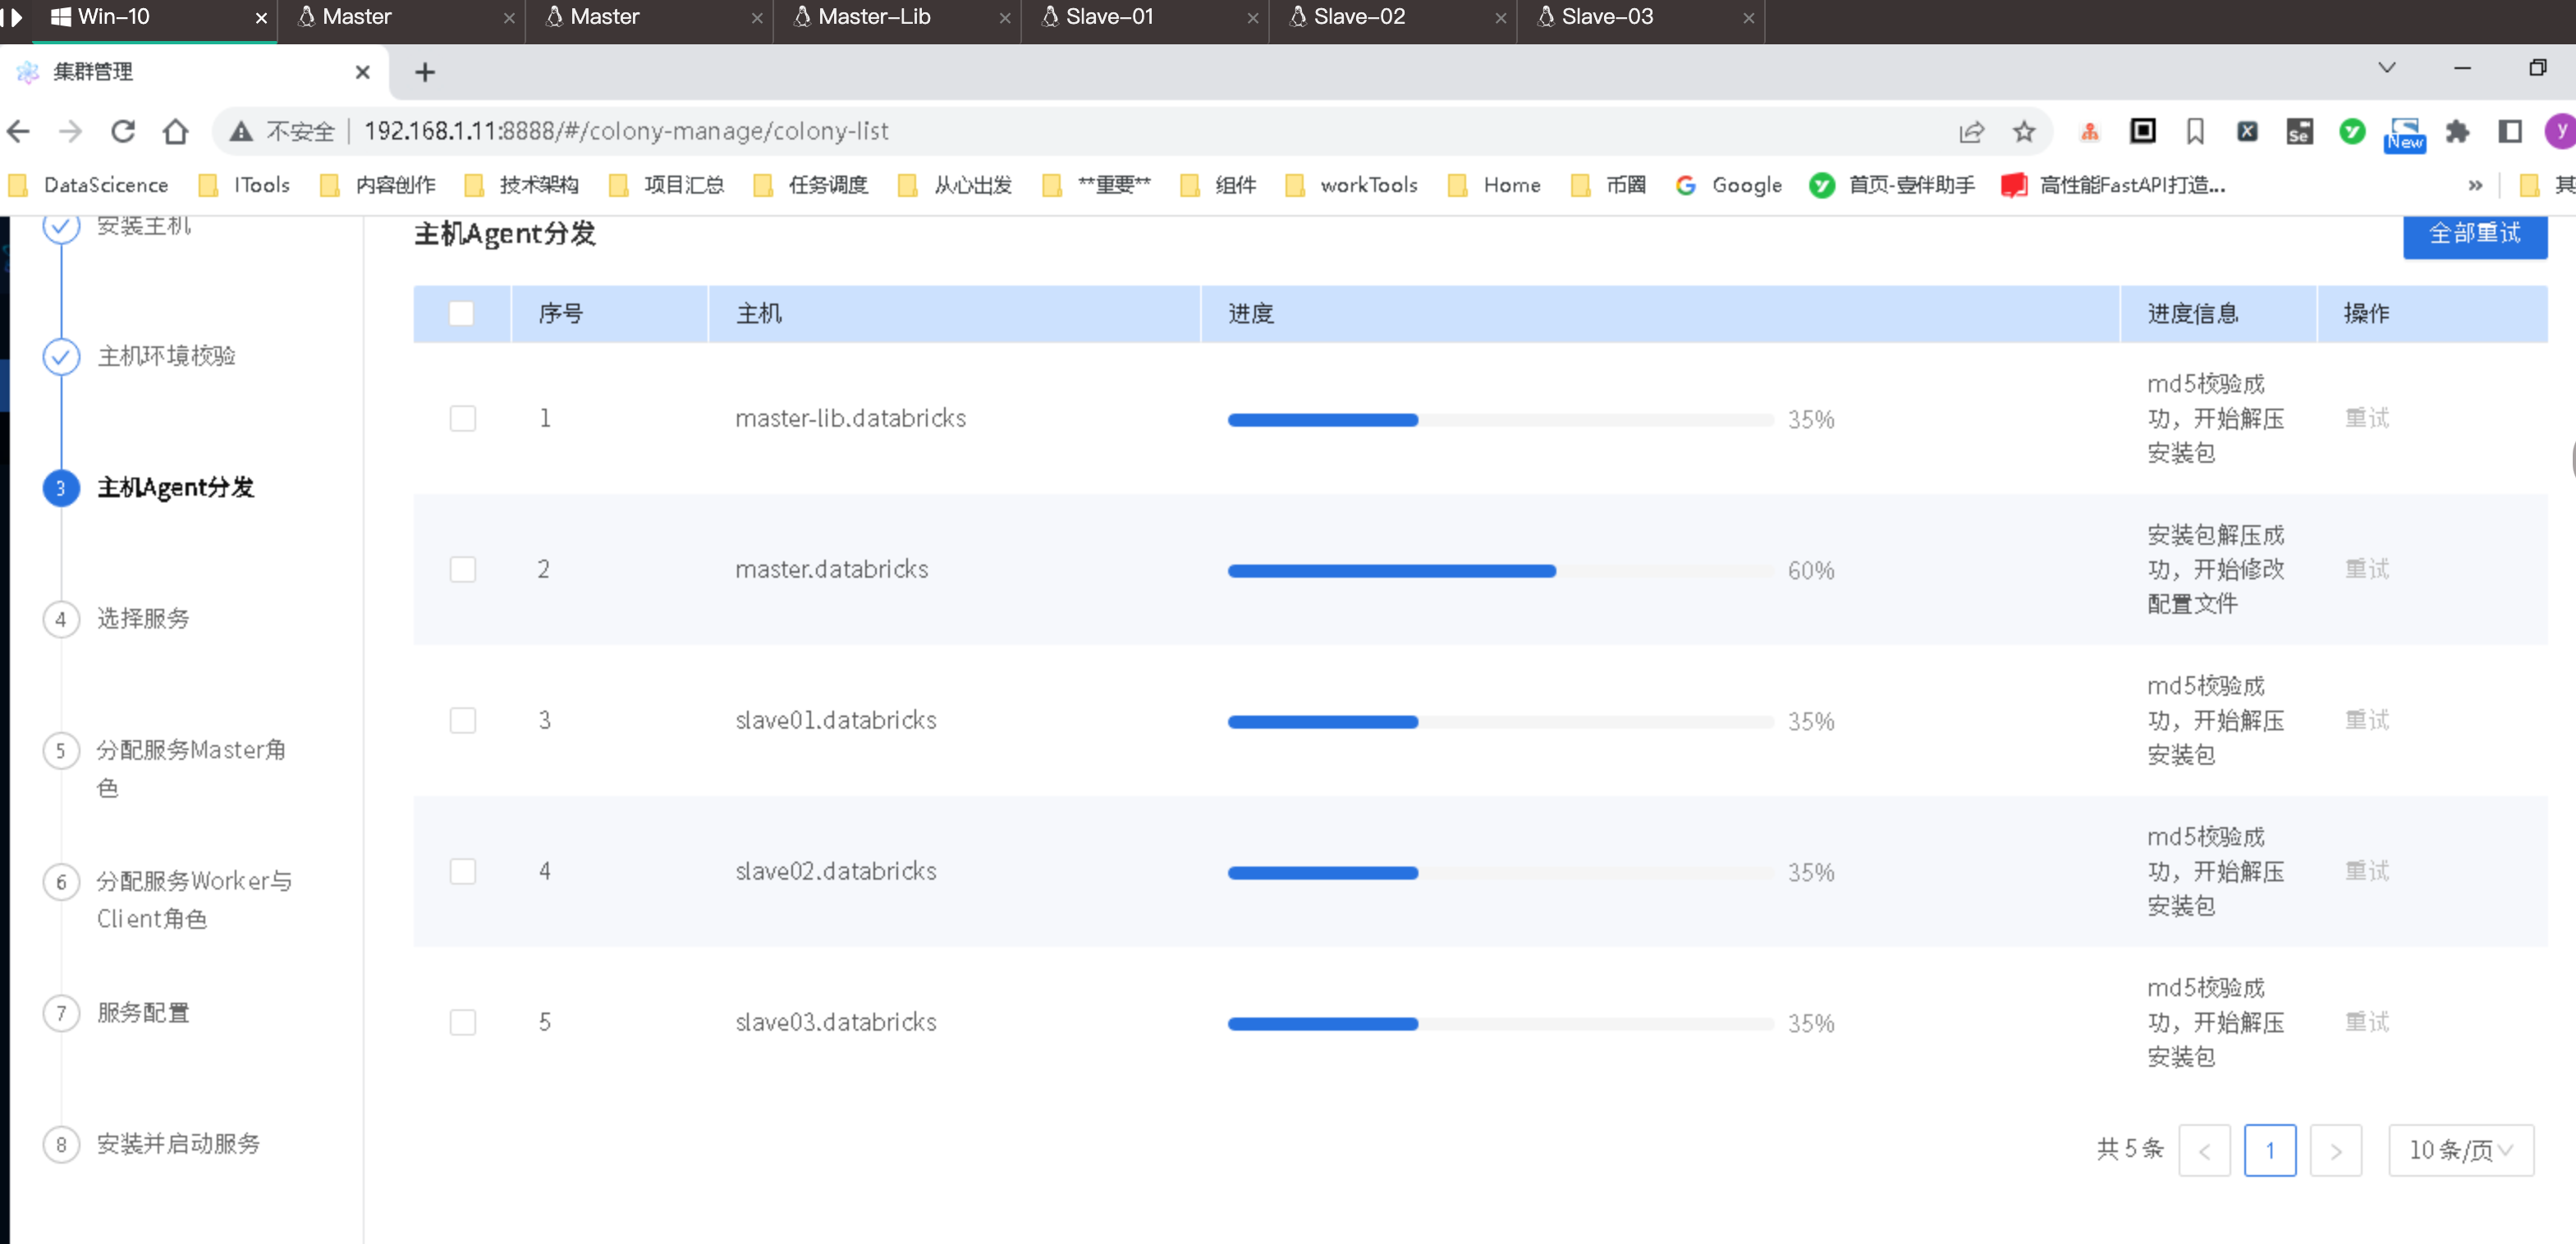 Win-10
Master
Master
Master-Lib
Slave-01
Slave-02
Slave-03
集群管理
不安全
192.168.1.11:8888/#/colony-manage/colony-list
Se
New
y
DataScicence
ITools
内容创作
技术架构
项目汇总
任务调度
从心出发
**重要**
组件
workTools
Home
币圈
Google
首页-壹伴助手
高性能FastAPI打造...
»
其
安装主机
主机环境校验
3 主机Agent分发
4 选择服务
5 分配服务Master角
色
6 分配服务Worker与
Client角色
7 服务配置
8 安装并启动服务
主机Agent分发
全部重试
序号 主机 进度 进度信息 操作
1 master-lib.databricks 35%
md5校验成
功，开始解压
安装包
重试
2 master.databricks 60%
安装包解压成
功，开始修改
配置文件
重试
3 slave01.databricks 35%
md5校验成
功，开始解压
安装包
重试
4 slave02.databricks 35%
md5校验成
功，开始解压
安装包
重试
5 slave03.databricks 35%
md5校验成
功，开始解压
安装包
重试
共 5 条 < 1 > 10 条/页